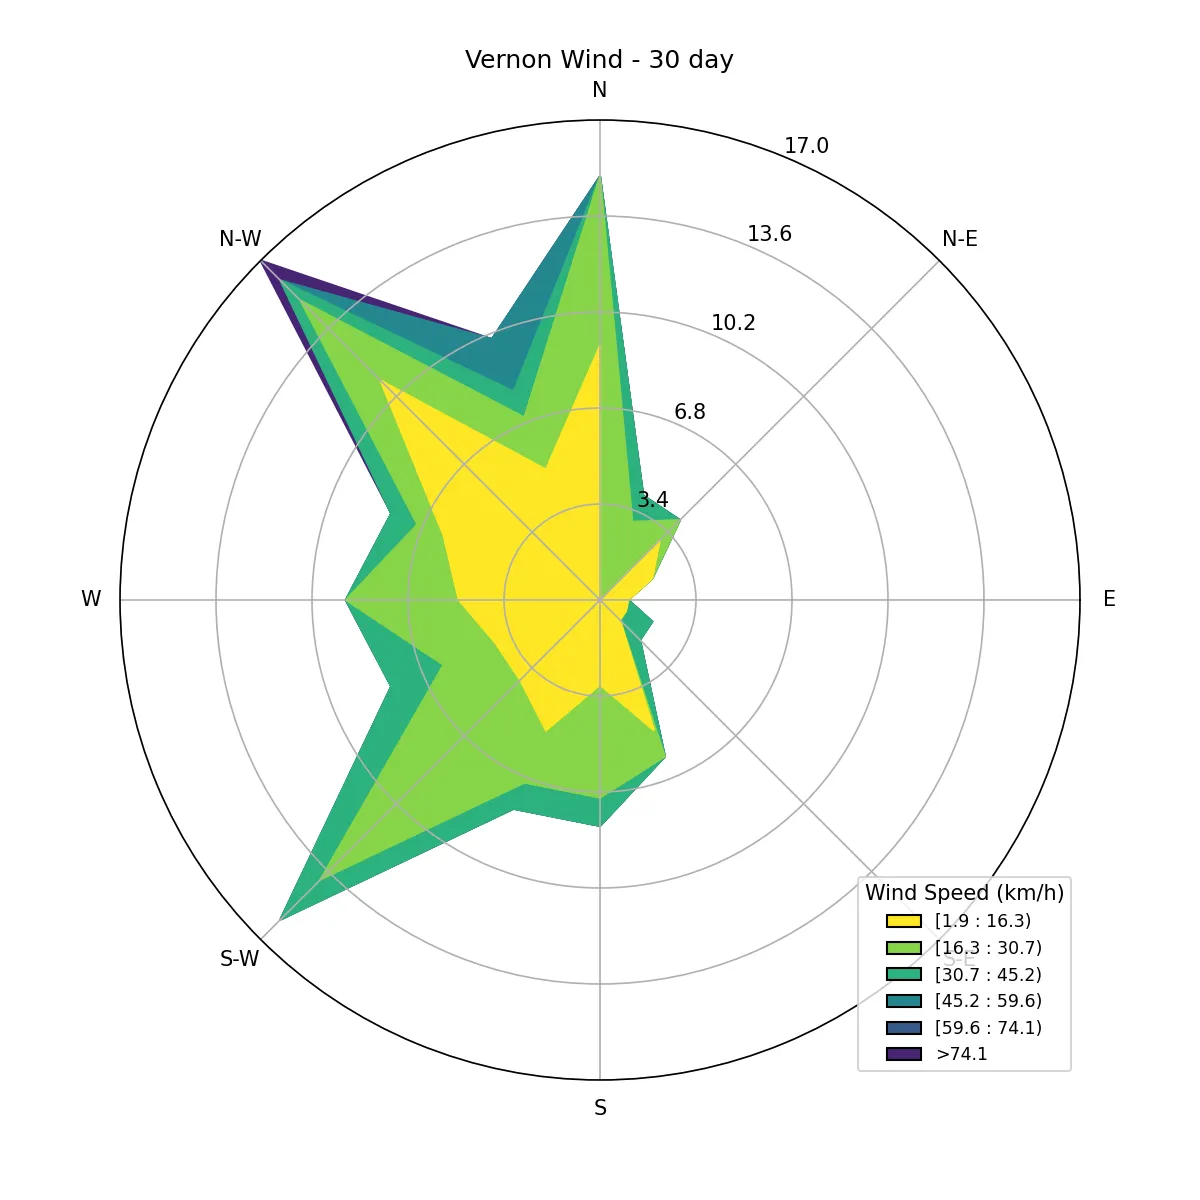 Vernon Wind - 30 day
N
17.0
13.6
N-W
N-E
10.2
6.8
3.4
W
E
Wind Speed (km/h)
[1.9 : 16.3)
[16.3 : 30.7)
S-W
S-E
[30.7 : 45.2)
[45.2 : 59.6)
[59.6 : 74.1)
>74.1
S